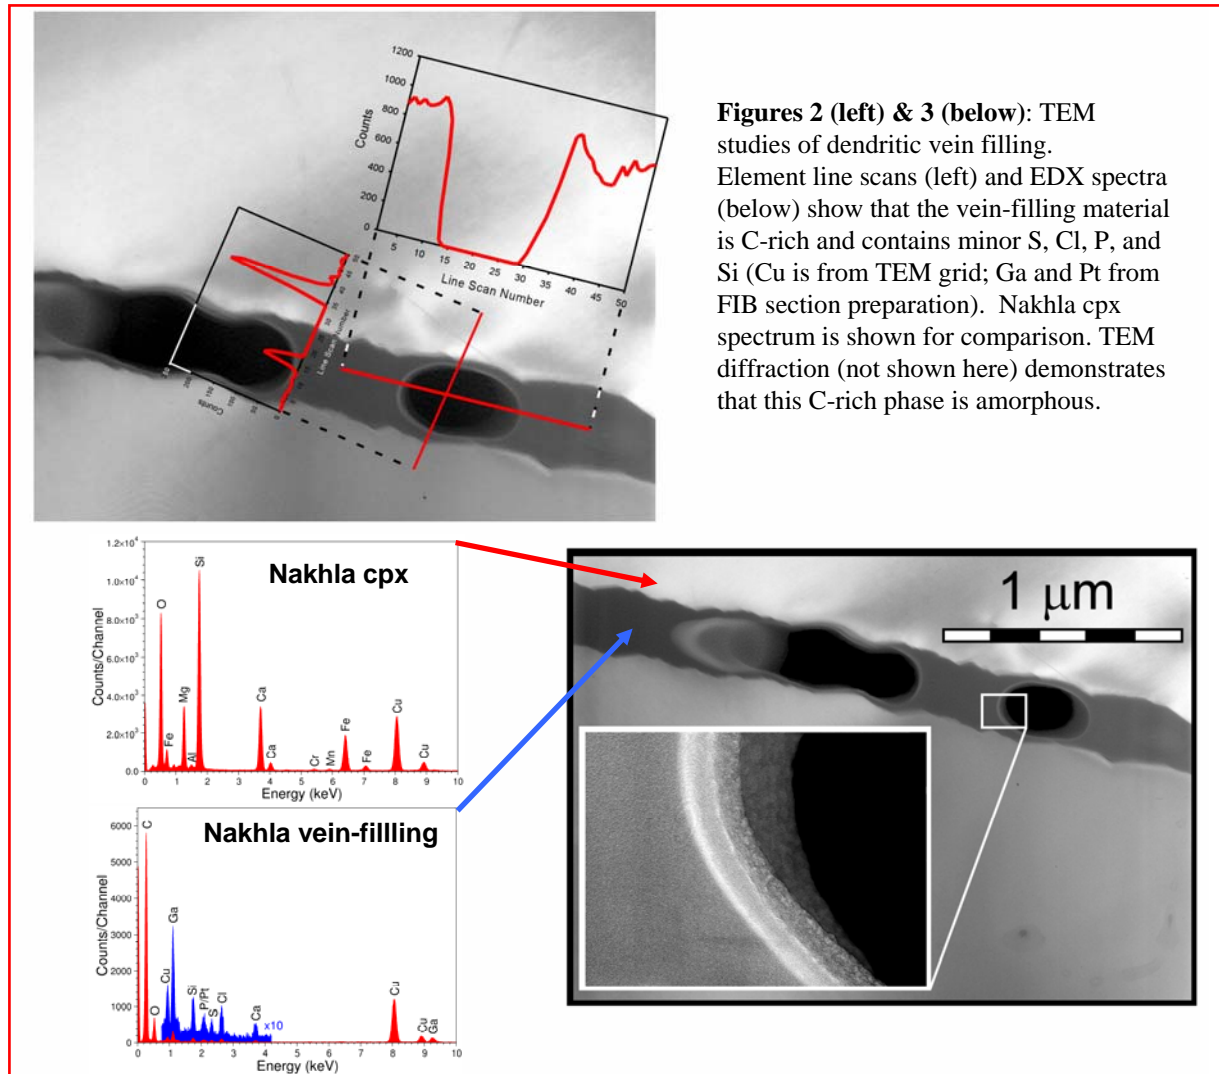 1200
1000
800
600
400
200
0
Counts
5
10
15
20
25
30
35
40
45
50
Line Scan Number
Line Scan Number
250
200
150
100
50
0
Counts
Figures 2 (left) & 3 (below): TEM
studies of dendritic vein filling.
Element line scans (left) and EDX spectra
(below) show that the vein-filling material
is C-rich and contains minor S, Cl, P, and
Si (Cu is from TEM grid; Ga and Pt from
FIB section preparation). Nakhla cpx
spectrum is shown for comparison. TEM
diffraction (not shown here) demonstrates
that this C-rich phase is amorphous.
Nakhla cpx
1.2×10⁴
1.0×10⁴
8.0×10³
6.0×10³
4.0×10³
2.0×10³
0.0
Counts/Channel
O
Fe
Mg
Al
Si
Ca
Ca
Cr
Mn
Fe
Fe
Cu
Cu
0 1 2 3 4 5 6 7 8 9 10
Energy (keV)
Nakhla vein-fillling
6000
5000
4000
3000
2000
1000
0
Counts/Channel
C
O
Cu
Ga
Si
P/Pt
S
Cl
Ca
x10
Cu
Cu
Ga
0 1 2 3 4 5 6 7 8 9 10
Energy (keV)
1 μm